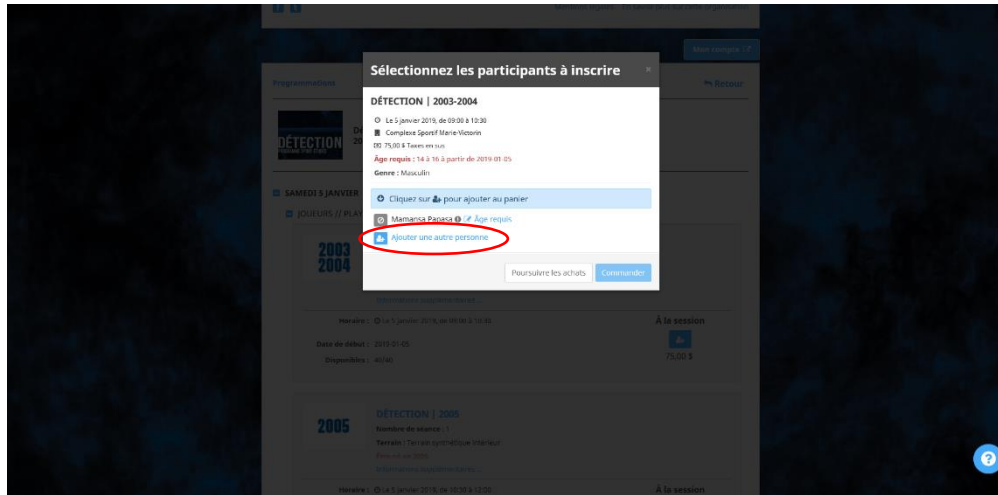 Mon compte
Sélectionnez les participants à inscrire ×
Programmations
Retour
DÉTECTION | 2003-2004
Le 5 janvier 2019, de 09:00 à 10:30
Complexe Sportif Marie-Victorin
75,00 $ Taxes en sus
Âge requis : 14 à 16 à partir de 2019-01-05
Genre : Masculin
DÉTECTION
SAMEDI 5 JANVIER
Cliquez sur pour ajouter au panier
JOUEURS // PLAY
Mamansa Papasa Âge requis
Ajouter une autre personne
2003
2004
Poursuivre les achats
Commander
Horaire : Le 5 janvier 2019, de 09:00 à 10:30
À la session
Date de début : 2019-01-05
Disponibles : 40/40
75,00 $
DÉTECTION | 2005
2005
Nombre de séance : 1
Terrain : Terrain synthétique intérieur
Horaire : Le 5 janvier 2019, de 10:30 à 12:00
À la session
?